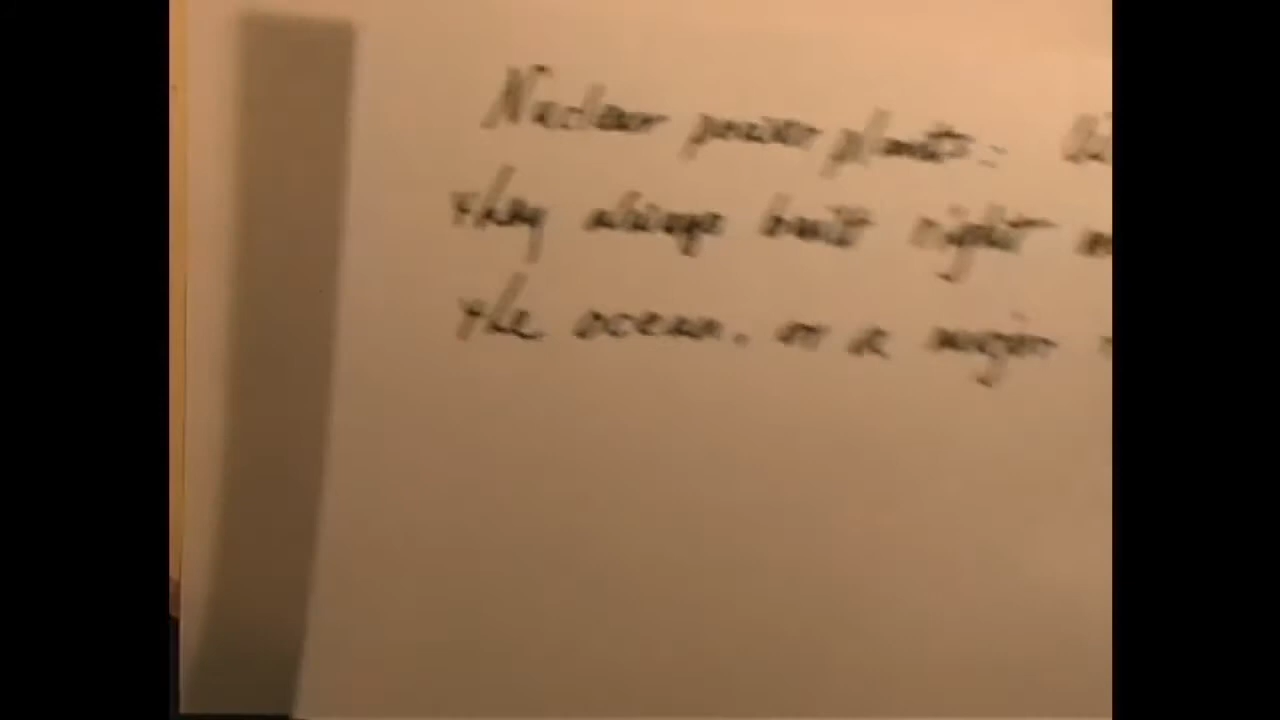 Nuclear power plants:
they always built right
the ocean. or a major